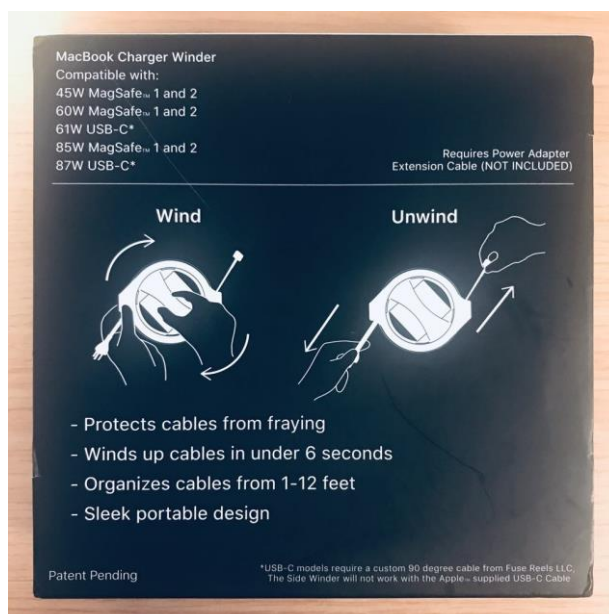 MacBook Charger Winder
Compatible with:
45W MagSafe™ 1 and 2
60W MagSafe™ 1 and 2
61W USB-C*
85W MagSafe™ 1 and 2
87W USB-C*
Requires Power Adapter
Extension Cable (NOT INCLUDED)
Wind
Unwind
- Protects cables from fraying
- Winds up cables in under 6 seconds
- Organizes cables from 1-12 feet
- Sleek portable design
Patent Pending
*USB-C models require a custom 90 degree cable from Fuse Reels LLC,
The Side Winder will not work with the Apple™ supplied USB-C Cable